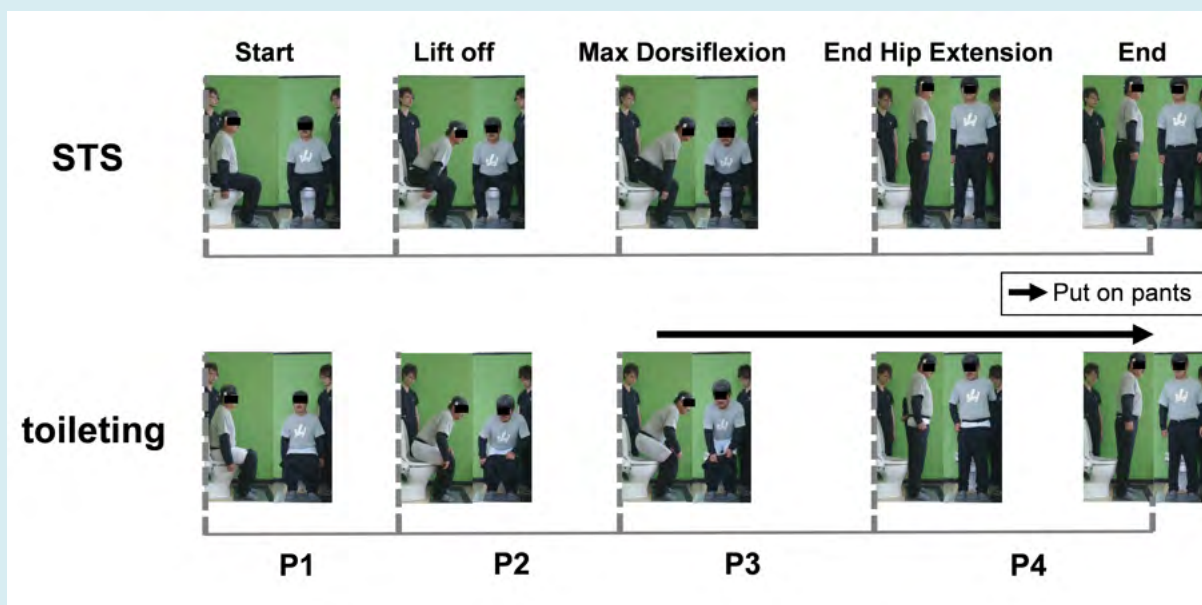 Start Lift off Max Dorsiflexion End Hip Extension End
STS
Put on pants
toileting
P1 P2 P3 P4